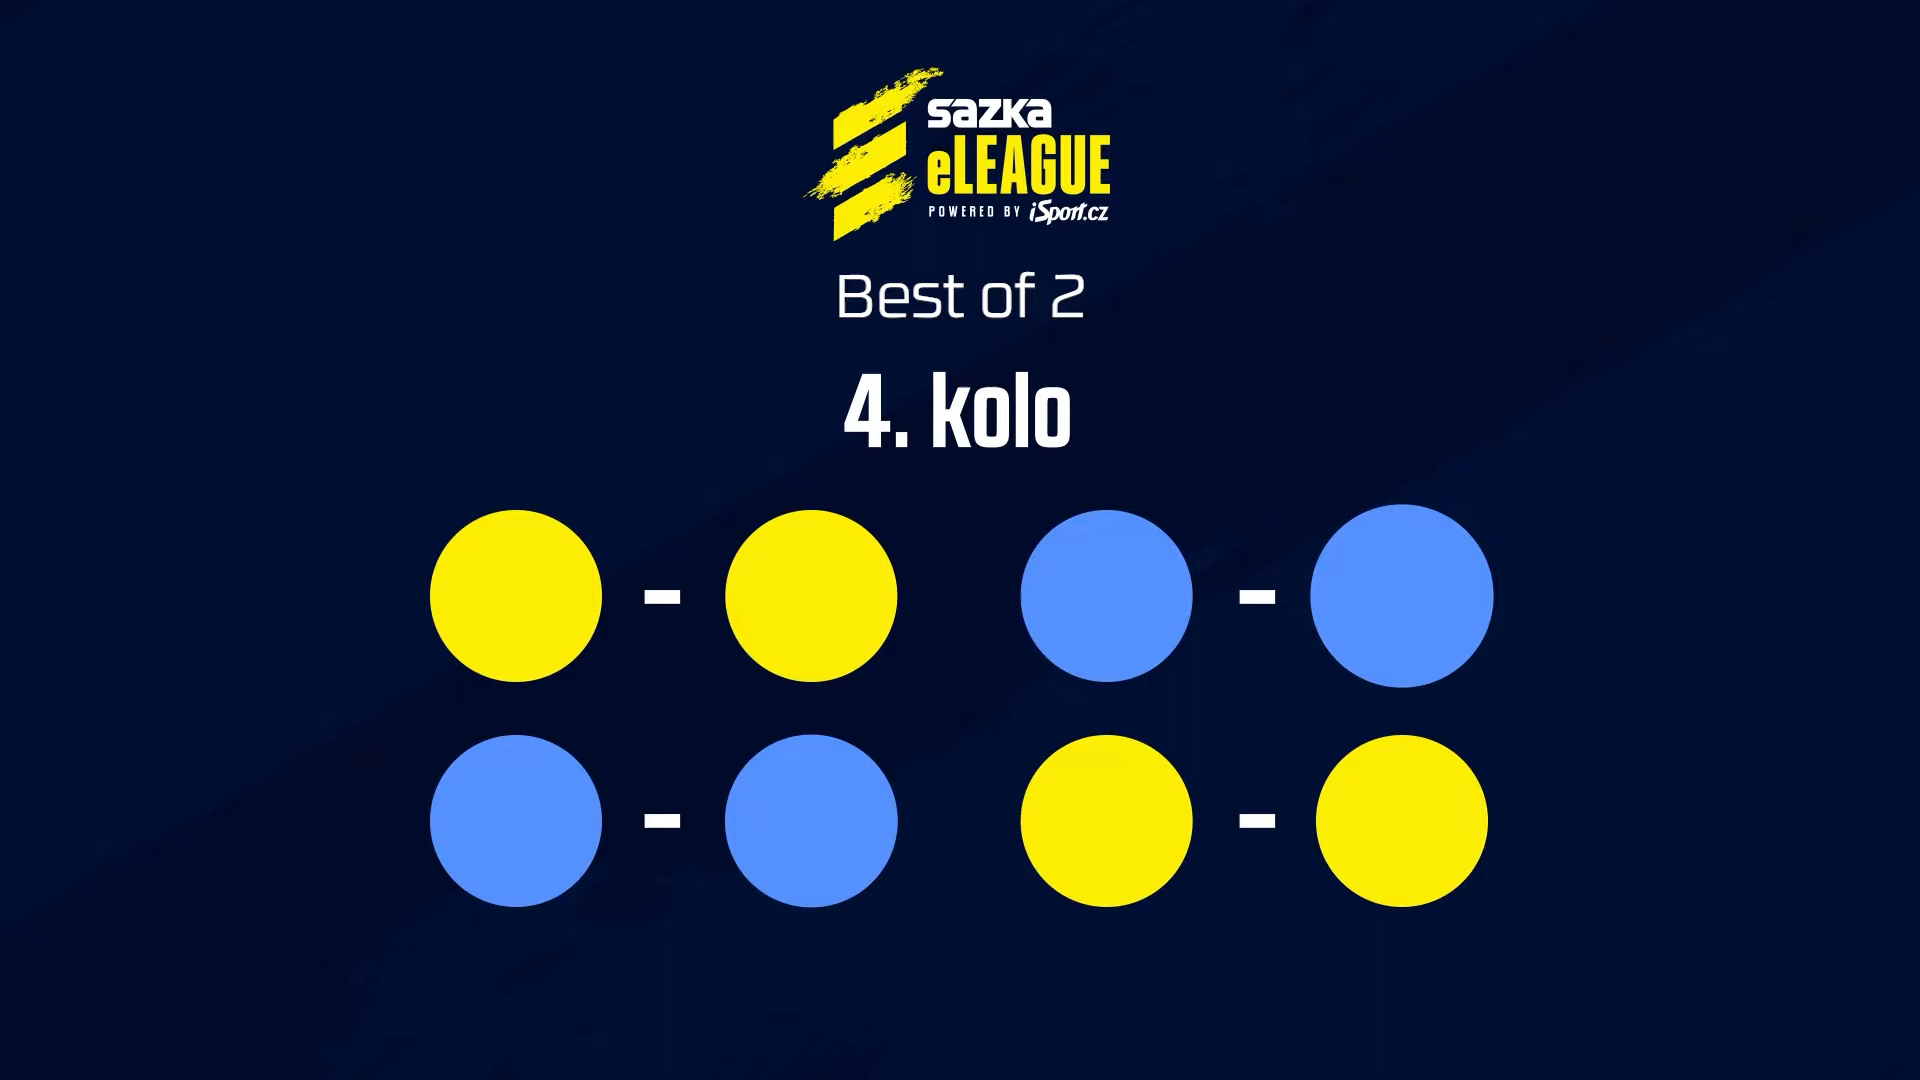 sazka
eLEAGUE
POWERED BY iSport.cz
Best of 2
4. kolo
- -
- -